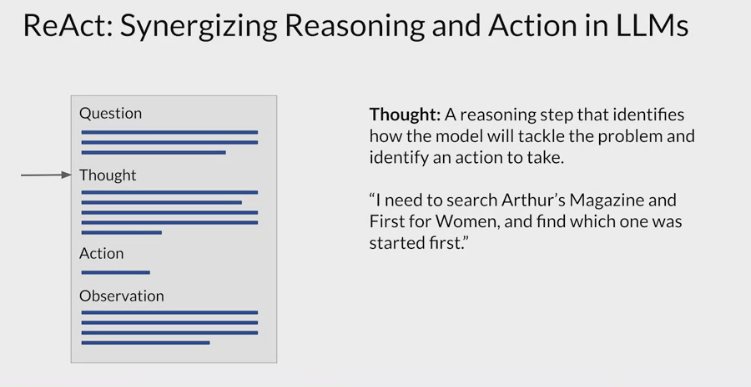 ReAct: Synergizing Reasoning and Action in LLMs
Question
Thought
Action
Observation
Thought: A reasoning step that identifies
how the model will tackle the problem and
identify an action to take.
“I need to search Arthur’s Magazine and
First for Women, and find which one was
started first.”